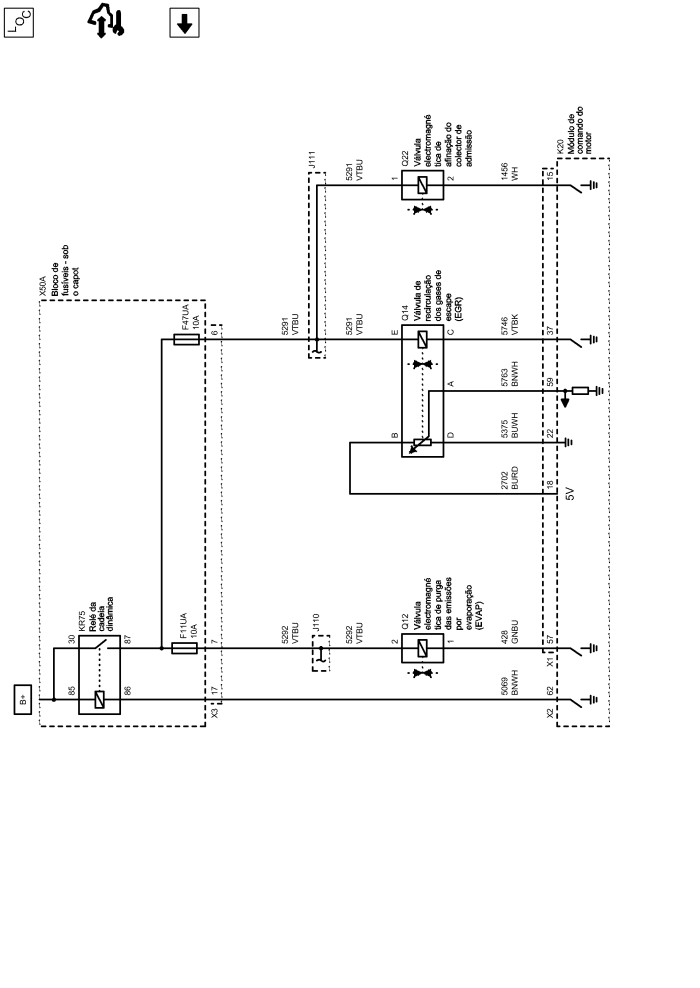 LOC
B+
X50A
Bloco de
fusíveis - sob
o capot
KR75
Relé da
cadeia
dinâmica
30
87
85
86
F11UA
10A
F47UA
10A
X3
17
7
6
5292
VTBU
J110
5292
VTBU
5291
VTBU
J111
5291
VTBU
5291
VTBU
Q12
Válvula
electromagné
tica de purga
das emissões
por
evaporação
(EVAP)
2
1
Q14
Válvula de
recirculação
dos gases de
escape
(EGR)
E
C
A
B
D
Q22
Válvula
electromagné
tica de
afinação do
colector de
admissão
1
2
5069
BNWH
428
GNBU
2702
BURD
5375
BUWH
5763
BNWH
5746
VTBK
1456
WH
X2
62
X1
57
18
22
59
37
15
5V
K20
Módulo de
comando do
motor